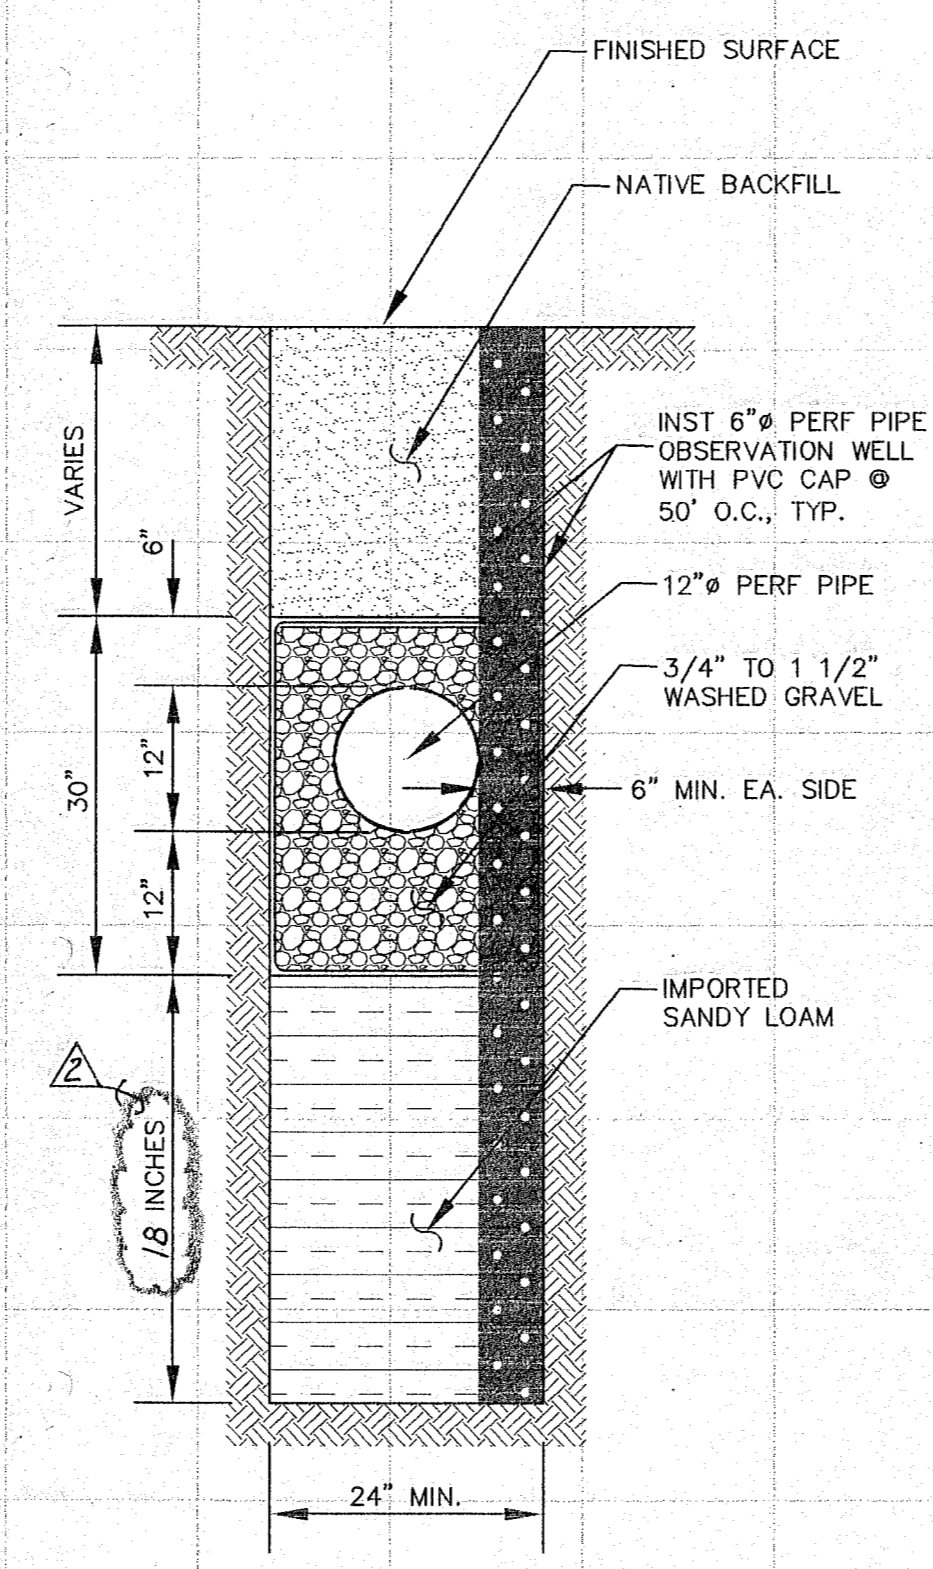 FINISHED SURFACE
NATIVE BACKFILL
VARIES
6"
INST 6"ø PERF PIPE
OBSERVATION WELL
WITH PVC CAP @
50' O.C., TYP.
12"ø PERF PIPE
3/4" TO 1 1/2"
WASHED GRAVEL
30"
12"
6" MIN. EA. SIDE
12"
IMPORTED
SANDY LOAM
2
18 INCHES
24" MIN.